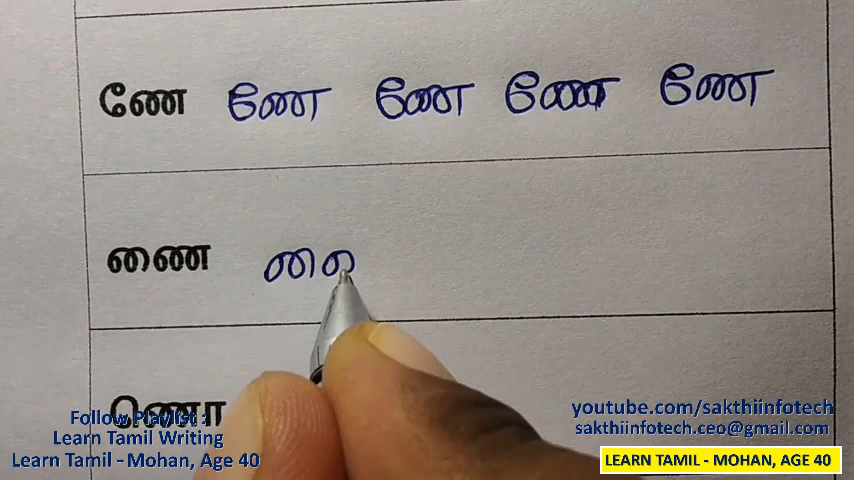 ணே ணே ணே ணே ணே
ணை
ணொ
Follow Playlist :
Learn Tamil Writing
Learn Tamil - Mohan, Age 40
youtube.com/sakthiinfotech
sakthiinfotech.ceo@gmail.com
LEARN TAMIL - MOHAN, AGE 40